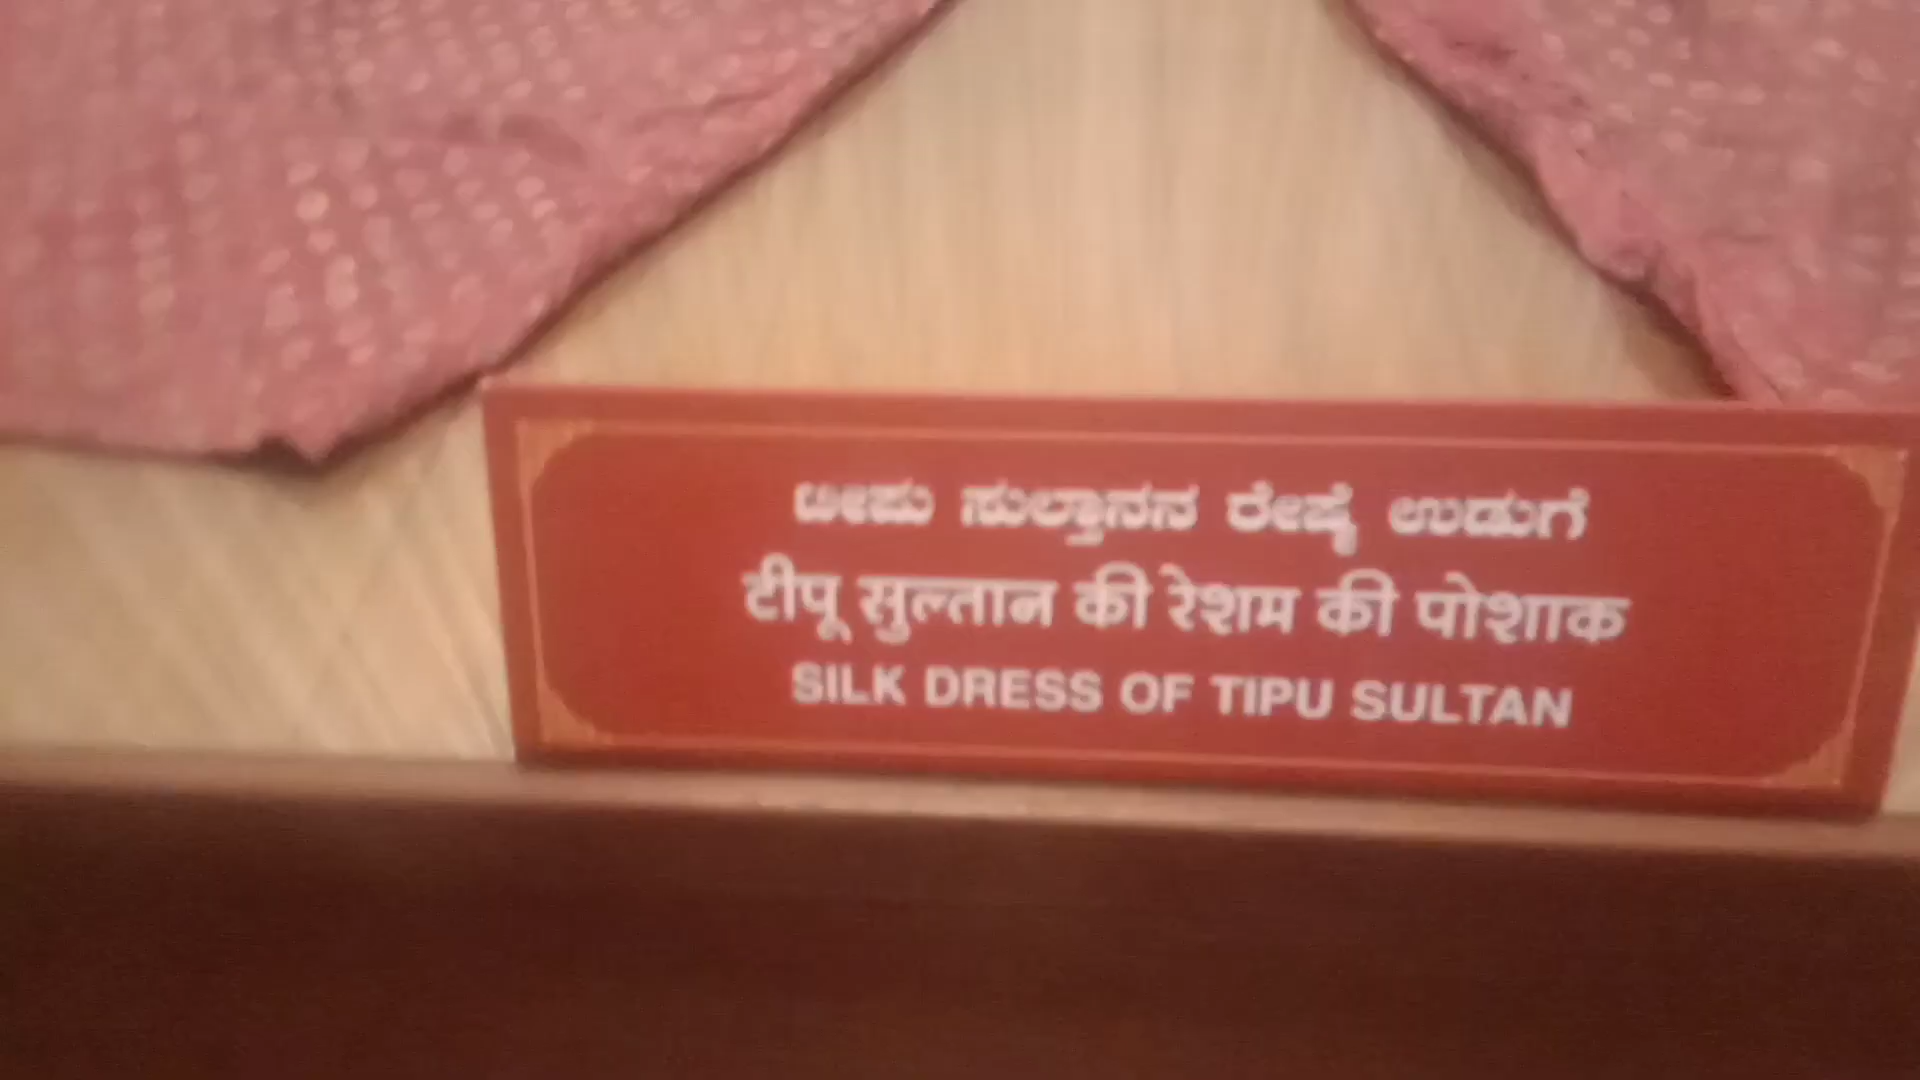 ಟೀಪು ಸುಲ್ತಾನನ ರೇಷ್ಮೆ ಉಡುಗೆ
टीपू सुल्तान की रेशम की पोशाक
SILK DRESS OF TIPU SULTAN